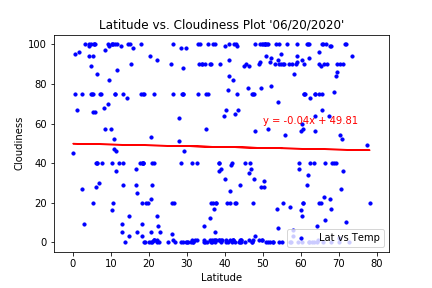 Latitude vs. Cloudiness Plot '06/20/2020'
100
80
60
40
20
0
Cloudiness
y = -0.04x + 49.81
Lat vs Temp
0 10 20 30 40 50 60 70 80
Latitude